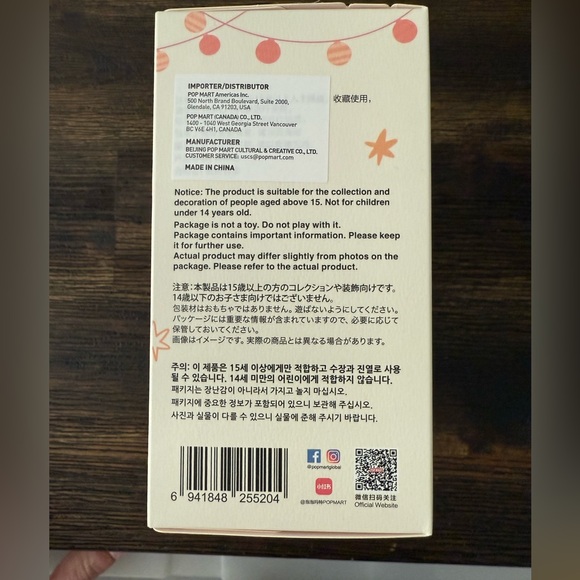 IMPORTER/DISTRIBUTOR
POP MART Americas Inc.
500 North Brand Boulevard, Suite 2000,
Glendale, CA 91203, USA
POP MART (CANADA) CO., LTD.
1400 - 1040 West Georgia Street Vancouver
BC V6E 4H1, CANADA
MANUFACTURER
BEIJING POP MART CULTURAL & CREATIVE CO., LTD.
CUSTOMER SERVICE: uscs@popmart.com
MADE IN CHINA
收藏使用，
Notice: The product is suitable for the collection and
decoration of people aged above 15. Not for children
under 14 years old.
Package is not a toy. Do not play with it.
Package contains important information. Please keep
it for further use.
Actual product may differ slightly from photos on the
package. Please refer to the actual product.
注意：本製品は15歳以上の方のコレクションや装飾向けです。
14歳以下のお子さま向けではございません。
包装材はおもちゃではありません。遊ばないようにしてください。
パッケージには重要な情報が含まれていますので、必要に応じて
保管しておいてください。
画像はイメージです。実際の商品とは異なる場合があります。
주의: 이 제품은 15세 이상에게만 적합하고 수장과 진열로 사용
될 수 있습니다. 14세 미만의 어린이에게 적합하지 않습니다.
패키지는 장난감이 아니라서 가지고 놀지 마십시오.
패키지에 중요한 정보가 포함되어 있으니 보관해 주십시오.
사진과 실물이 다를 수 있으니 실물에 준해 주시기 바랍니다.
6 941848 255204
@popmartglobal
小红书
@泡泡玛特POPMART
微信扫码关注
Official Website